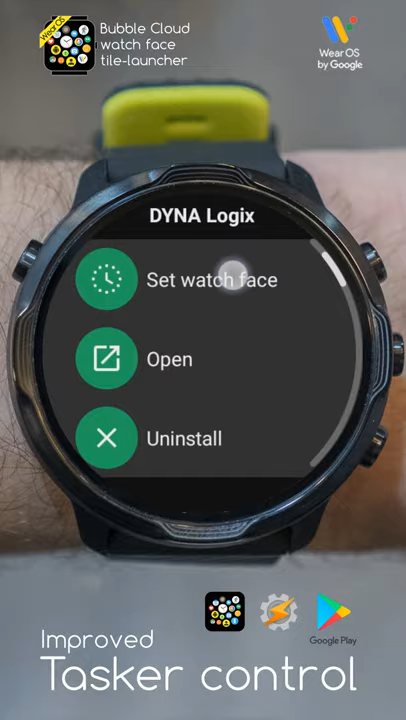 WearOS
Bubble Cloud
watch face
tile-launcher
Wear OS
by Google
DYNA Logix
Set watch face
Open
Uninstall
Google Play
Improved
Tasker control